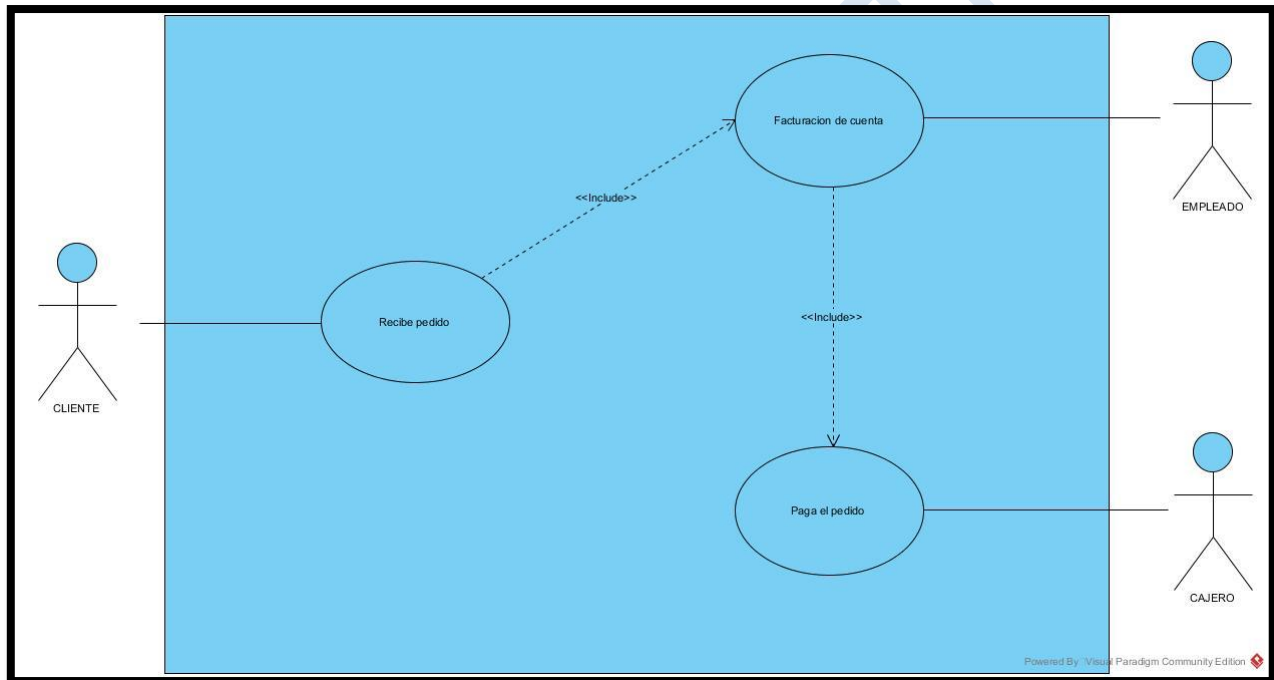 Facturacion de cuenta
EMPLEADO
<<Include>>
Recibe pedido
CLIENTE
<<Include>>
Paga el pedido
CAJERO
Powered By Visual Paradigm Community Edition